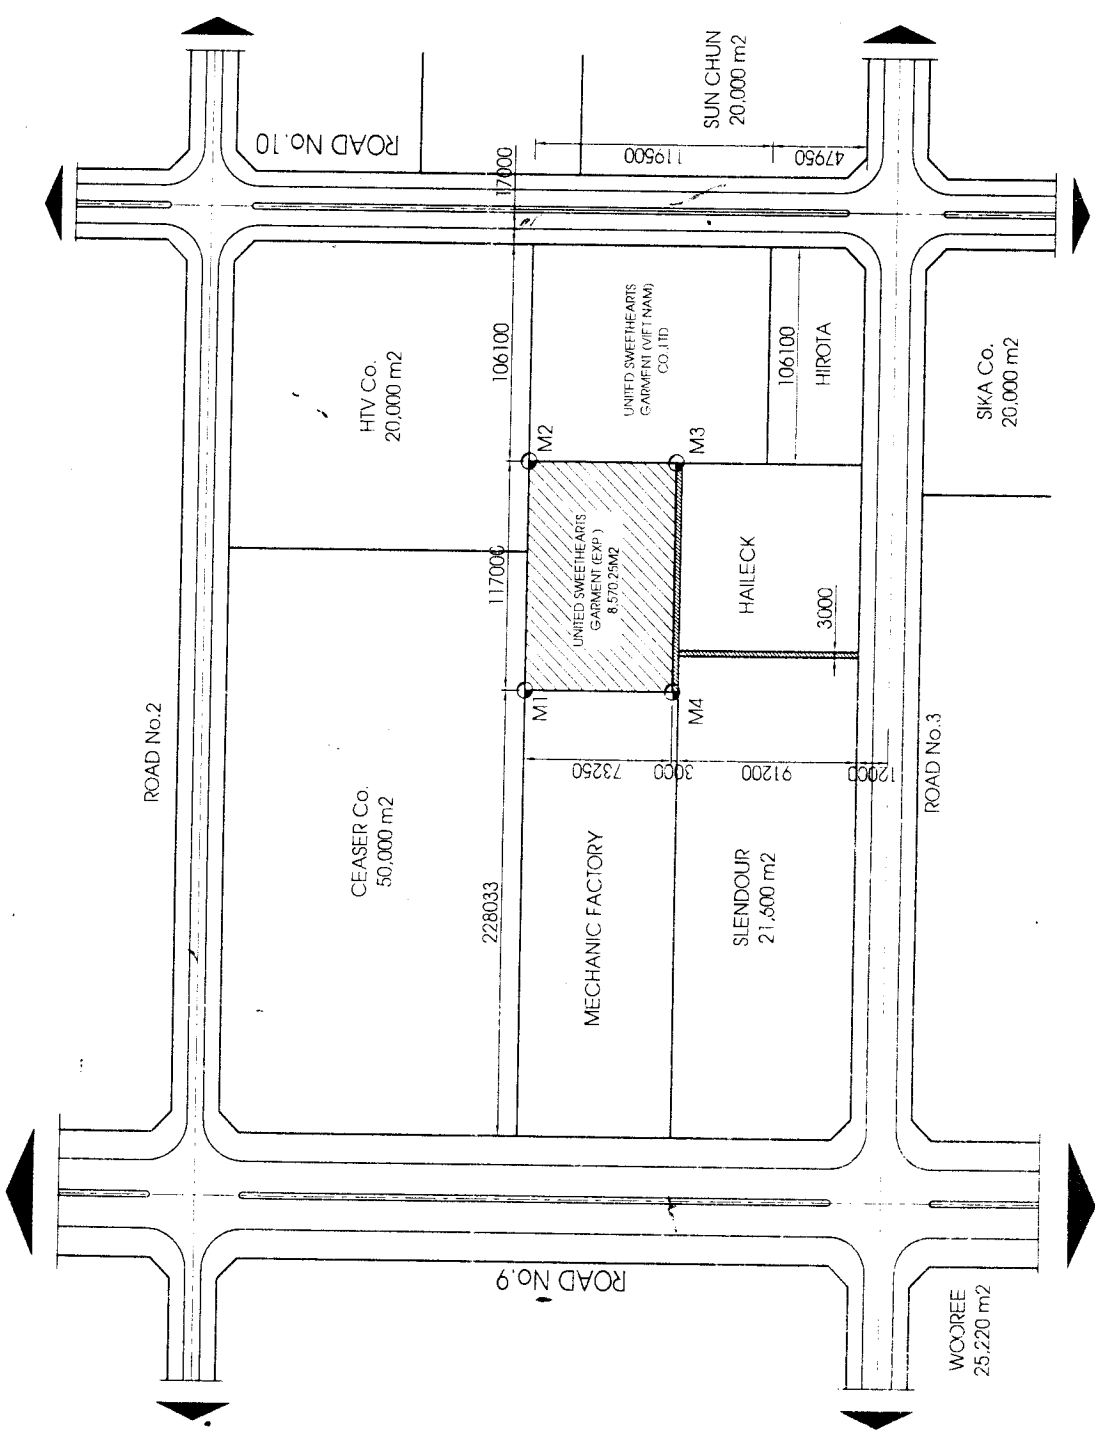 ROAD No.10
SUN CHUN
20,000 m2
17000
119500
47950
HTV Co.
20,000 m2
106100
UNITED SWEETHEARTS
GARMENT (VIET NAM)
CO.,LTD
106100
HIROTA
SIKA Co.
20,000 m2
M2
M3
117000
UNITED SWEETHEARTS
GARMENT (EXP.)
8,570.25M2
HAILECK
3000
M1
M4
ROAD No.2
73250
3000
91200
12000
ROAD No.3
CEASER Co.
50,000 m2
228033
MECHANIC FACTORY
SLENDOUR
21,600 m2
ROAD No.9
WOOREE
25,220 m2